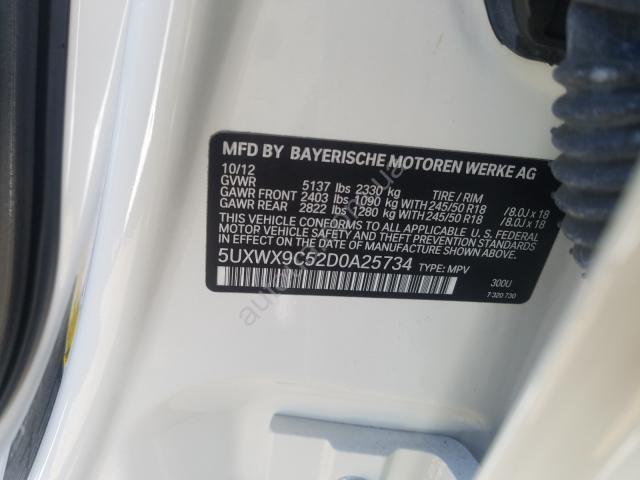 MFD BY BAYERISCHE MOTOREN WERKE AG
10/12
GVWR 5137 lbs 2330 kg TIRE / RIM
GAWR FRONT 2403 lbs 1090 kg WITH 245/50 R18 /8.0J x 18
GAWR REAR 2822 lbs 1280 kg WITH 245/50 R18 /8.0J x 18
THIS VEHICLE CONFORMS TO ALL APPLICABLE U.S. FEDERAL
MOTOR VEHICLE SAFETY AND THEFT PREVENTION STANDARDS
IN EFFECT ON THE DATE OF MANUFACTURE SHOWN ABOVE.
5UXWX9C52D0A25734 TYPE: MPV
300U
7 320 730